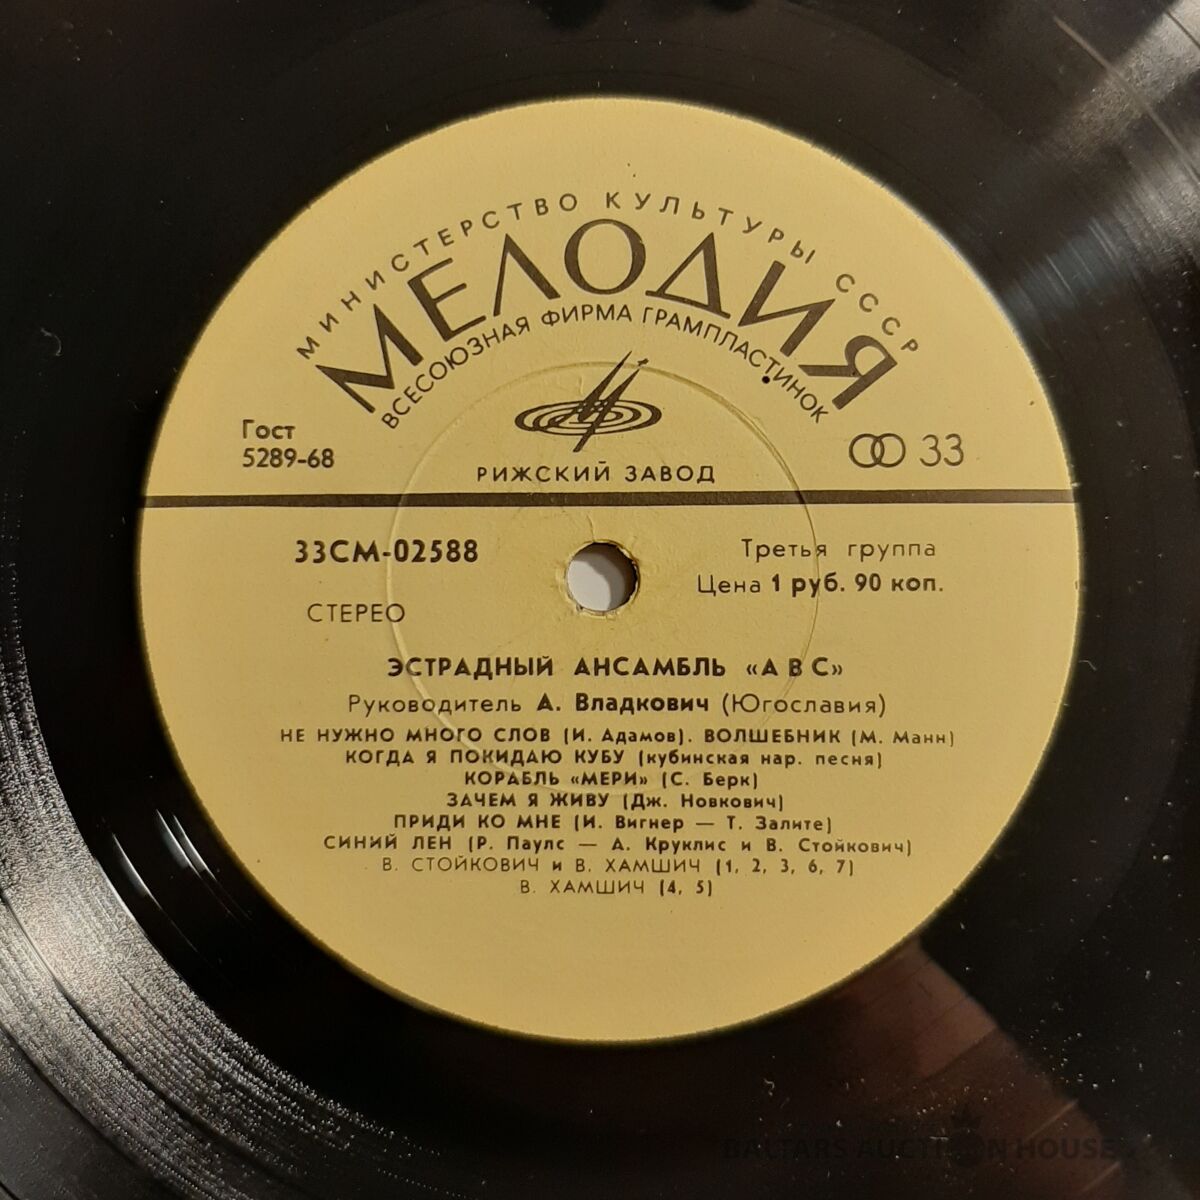 МИНИСТЕРСТВО КУЛЬТУРЫ СССР
МЕЛОДИЯ
ВСЕСОЮЗНАЯ ФИРМА ГРАМПЛАСТИНОК
Гост
5289-68
РИЖСКИЙ ЗАВОД
33
33СМ-02588
СТЕРЕО
Третья группа
Цена 1 руб. 90 коп.
ЭСТРАДНЫЙ АНСАМБЛЬ «А В С»
Руководитель А. Владкович (Югославия)
НЕ НУЖНО МНОГО СЛОВ (И. Адамов). ВОЛШЕБНИК (М. Манн)
КОГДА Я ПОКИДАЮ КУБУ (кубинская нар. песня)
КОРАБЛЬ «МЕРИ» (С. Берк)
ЗАЧЕМ Я ЖИВУ (Дж. Новкович)
ПРИДИ КО МНЕ (И. Вигнер — Т. Залите)
СИНИЙ ЛЕН (Р. Паулс — А. Круклис и В. Стойкович)
В. СТОЙКОВИЧ и В. ХАМШИЧ (1, 2, 3, 6, 7)
В. ХАМШИЧ (4, 5)
BALTARS AUCTION HOUSE